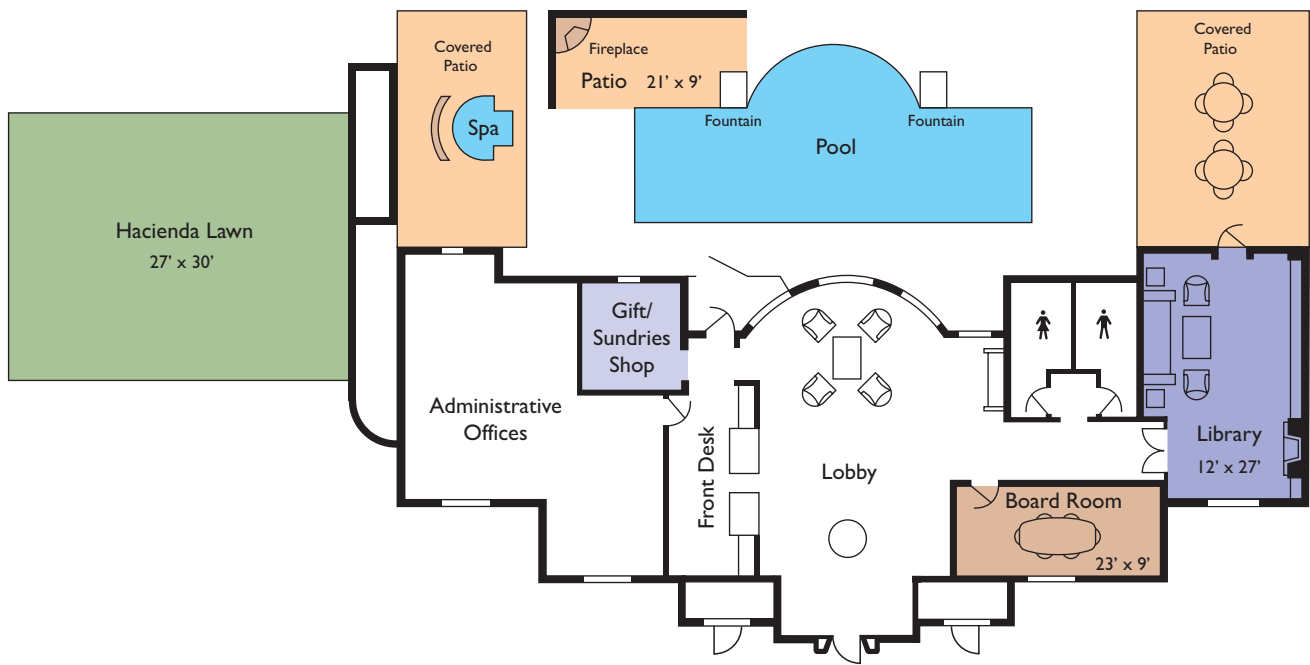 Covered
Patio
Spa
Fireplace
Patio 21’ x 9’
Fountain
Fountain
Pool
Covered
Patio
Hacienda Lawn
27’ x 30’
Gift/
Sundries
Shop
Administrative
Offices
Front Desk
Lobby
Library
12’ x 27’
Board Room
23’ x 9’